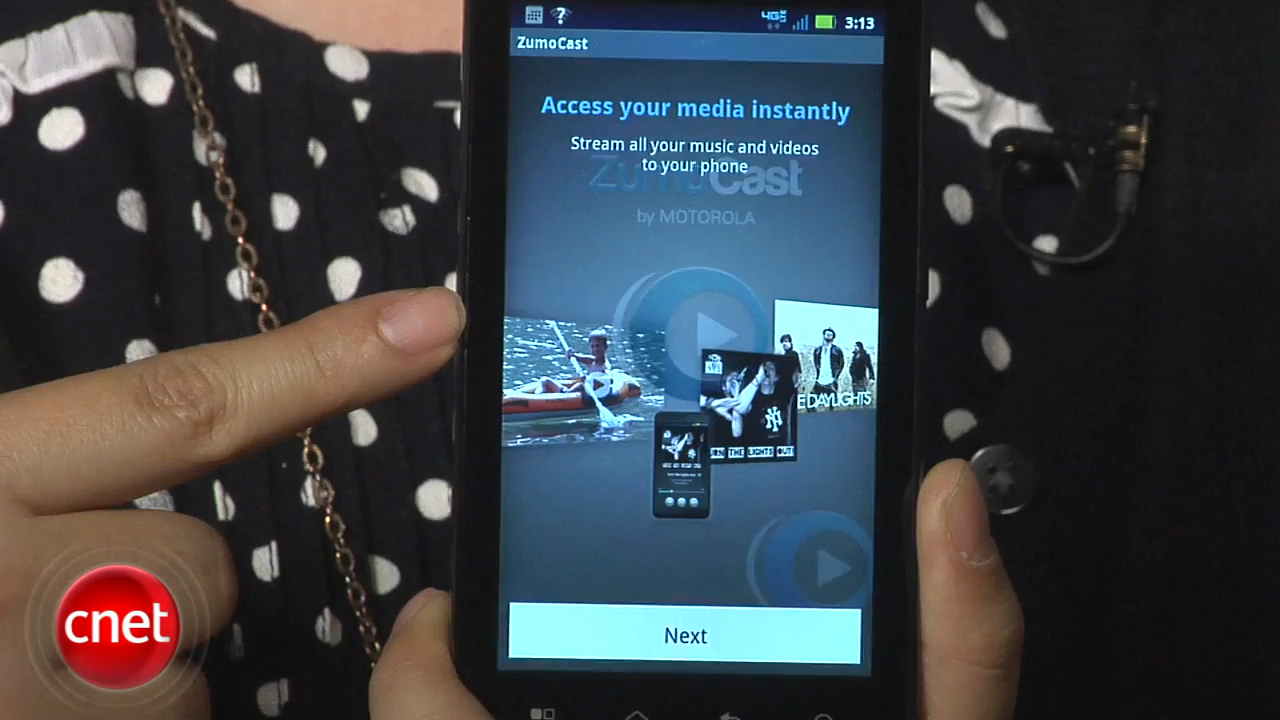 4G
3:13
ZumoCast
Access your media instantly
Stream all your music and videos
to your phone
ZumoCast
by MOTOROLA
E DAYLIGHTS
RN THE LIGHTS OUT
Next
cnet